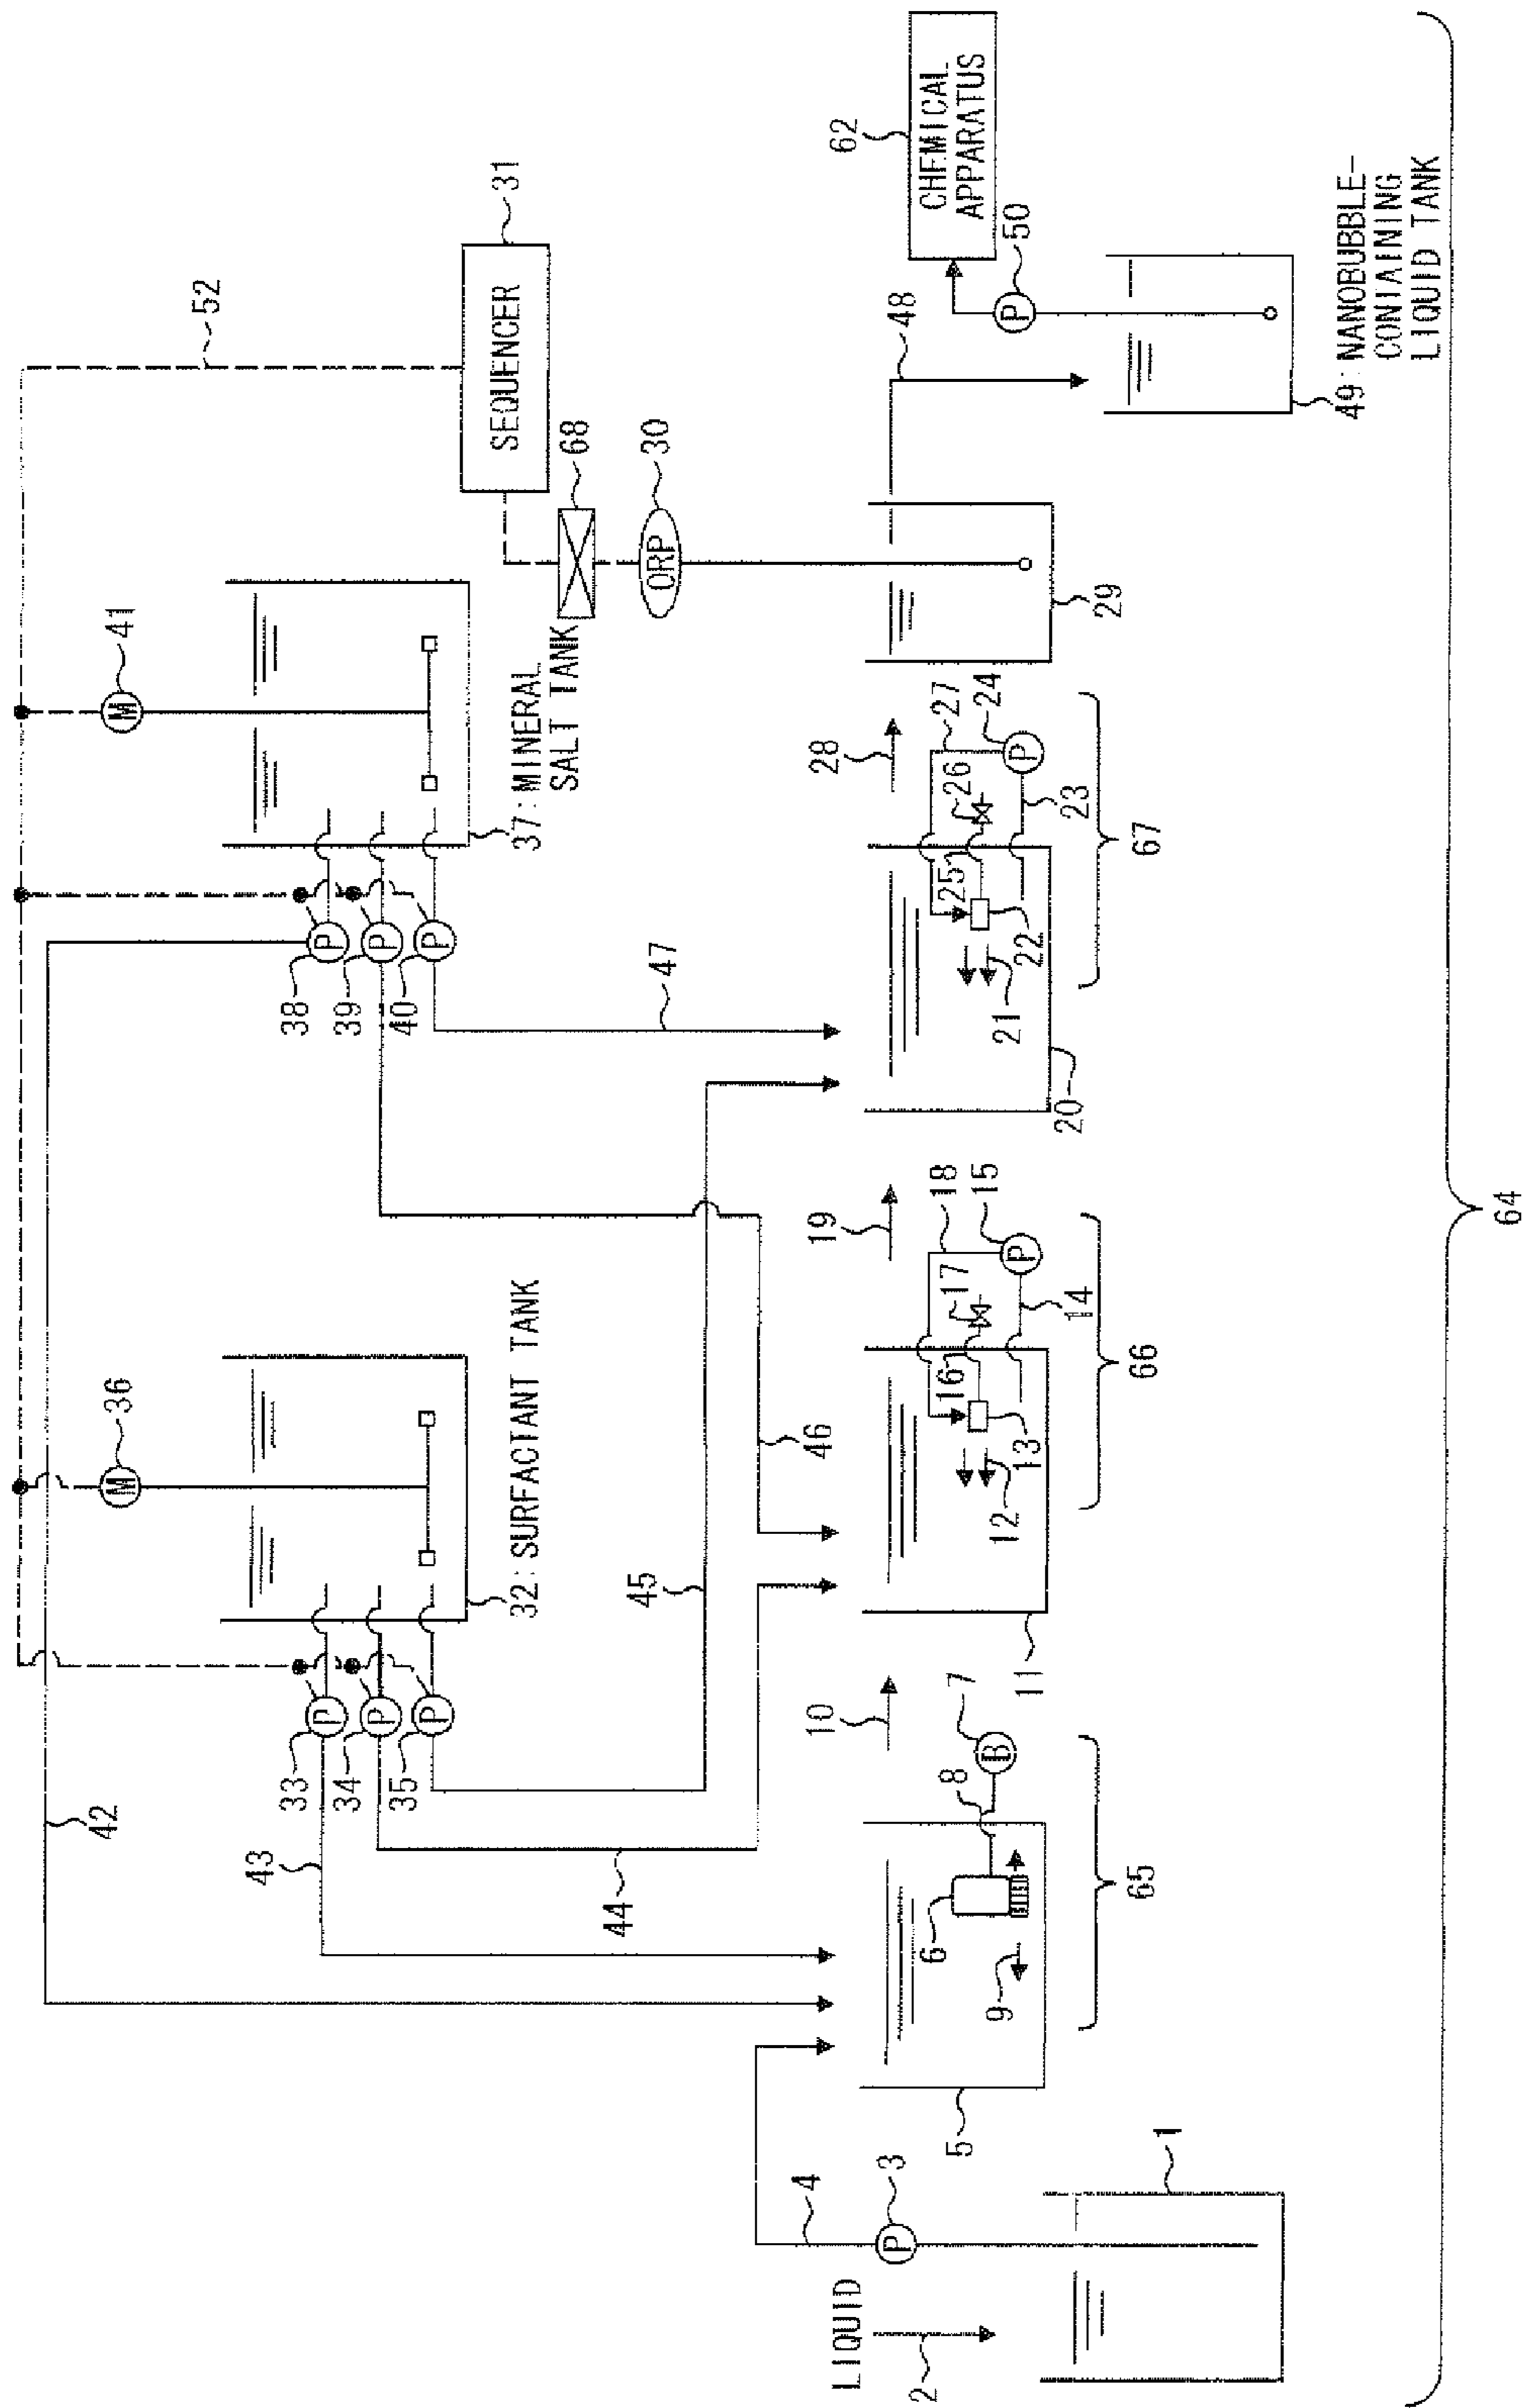 52
41
36
42
31
SEQUENCER
38
39
40
33
34
35
37:MINERAL
SALT TANK
32:SURFACTANT TANK
68
30
ORP
M
M
P
P
P
P
P
P
43
44
45
46
47
48
62
CHEMICAL
APPARATUS
50
P
LIQUID
2
4
3
P
1
5
6
7
B
8
9
10
65
11
12
13
14
15
P
16
17
18
19
66
20
21
22
23
24
P
25
26
27
28
67
29
49:NANOBUBBLE-
CONTAINING
LIQUID TANK
64